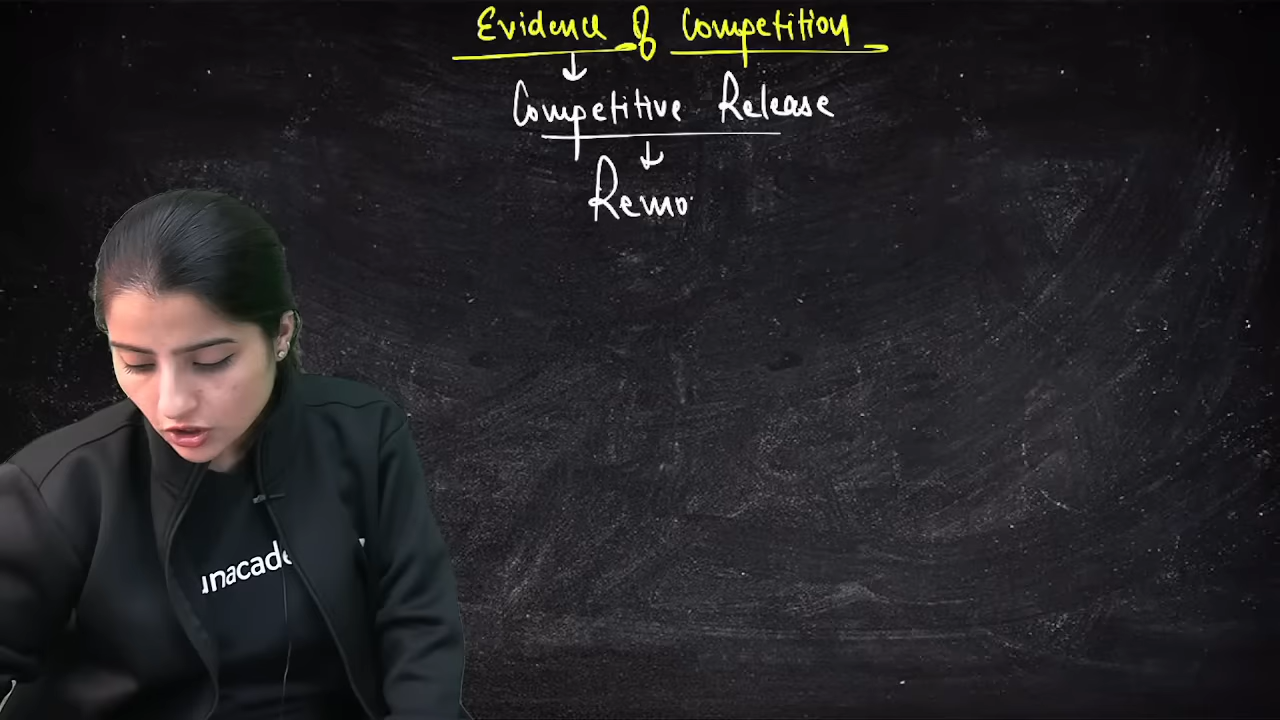 Evidence of Competition
↓
Competitive Release
↓
Remo
unacade